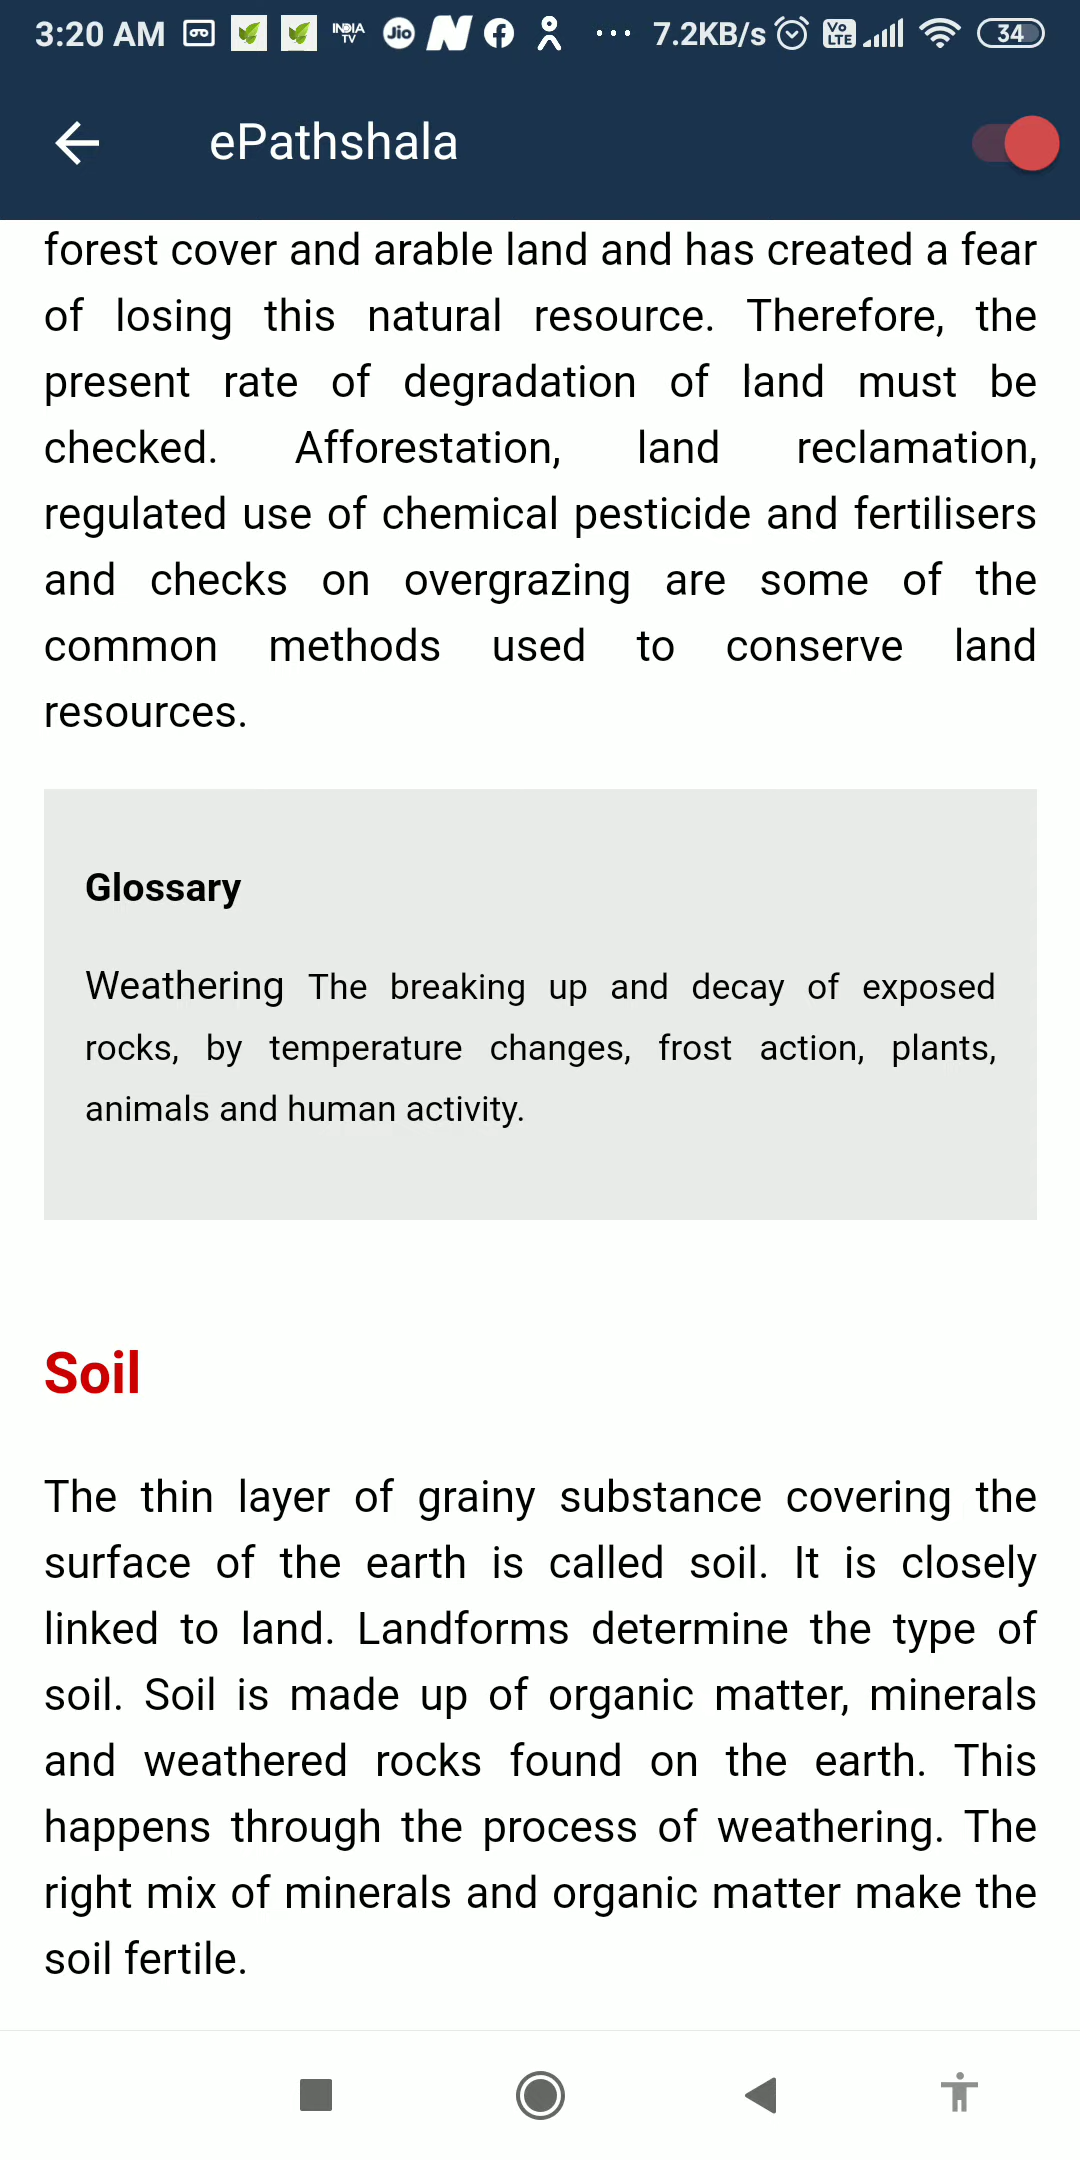 3:20 AM INDIA TV Jio N ... 7.2KB/s Vo LTE 34
ePathshala
forest cover and arable land and has created a fear
of losing this natural resource. Therefore, the
present rate of degradation of land must be
checked. Afforestation, land reclamation,
regulated use of chemical pesticide and fertilisers
and checks on overgrazing are some of the
common methods used to conserve land
resources.
Glossary
Weathering The breaking up and decay of exposed
rocks, by temperature changes, frost action, plants,
animals and human activity.
Soil
The thin layer of grainy substance covering the
surface of the earth is called soil. It is closely
linked to land. Landforms determine the type of
soil. Soil is made up of organic matter, minerals
and weathered rocks found on the earth. This
happens through the process of weathering. The
right mix of minerals and organic matter make the
soil fertile.